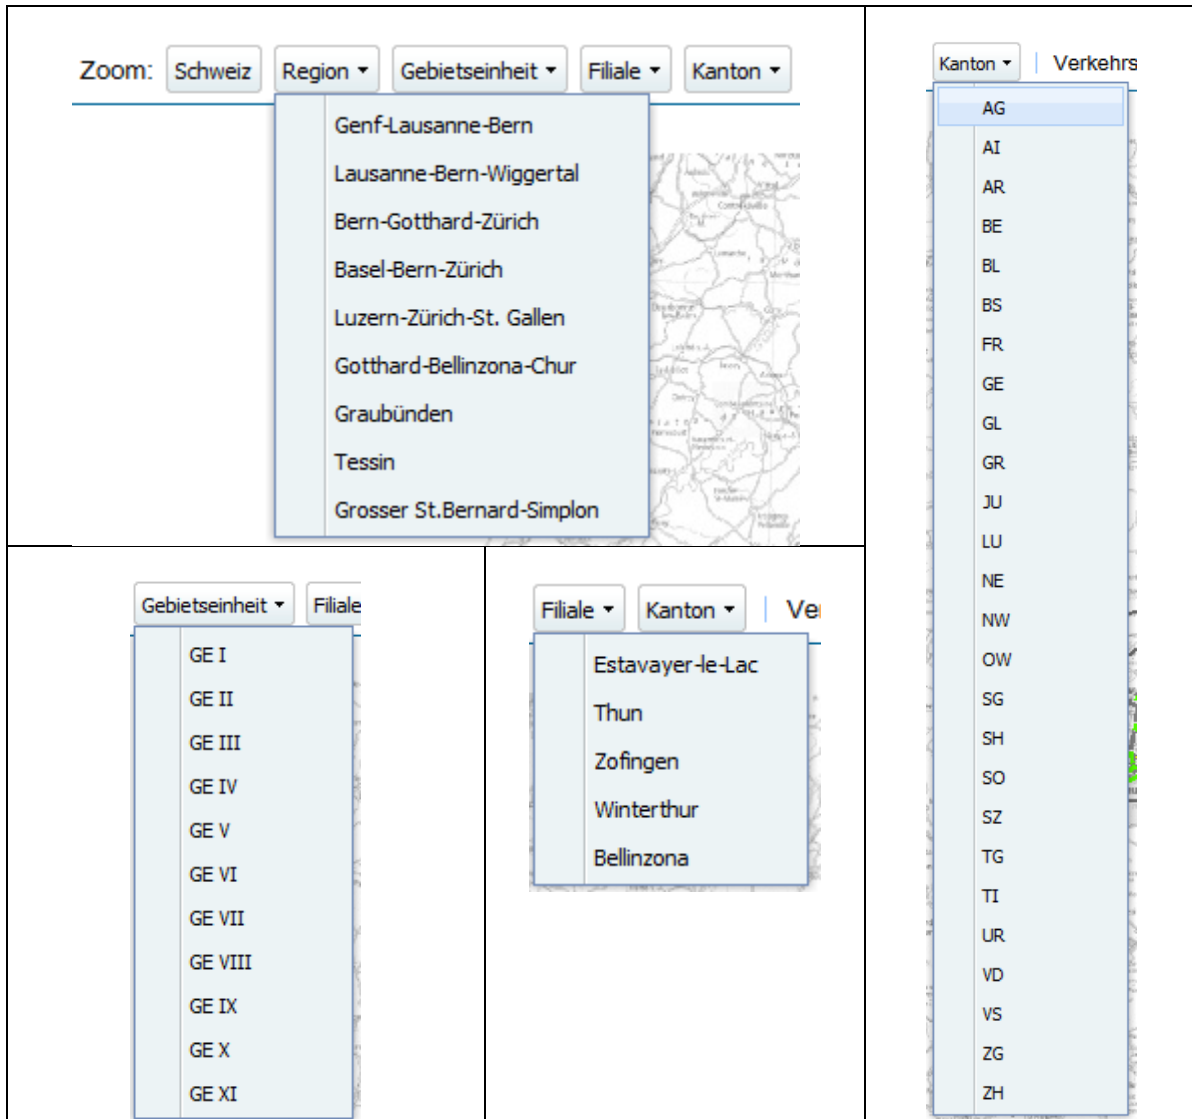 Zoom: Schweiz Region Gebietseinheit Filiale Kanton
Genf-Lausanne-Bern
Lausanne-Bern-Wiggertal
Bern-Gotthard-Zürich
Basel-Bern-Zürich
Luzern-Zürich-St. Gallen
Gotthard-Bellinzona-Chur
Graubünden
Tessin
Grosser St.Bernard-Simplon
Kanton Verkehrs
AG
AI
AR
BE
BL
BS
FR
GE
GL
GR
JU
LU
NE
NW
OW
SG
SH
SO
SZ
TG
TI
UR
VD
VS
ZG
ZH
Gebietseinheit Filiale
GE I
GE II
GE III
GE IV
GE V
GE VI
GE VII
GE VIII
GE IX
GE X
GE XI
Filiale Kanton Ve
Estavayer-le-Lac
Thun
Zofingen
Winterthur
Bellinzona